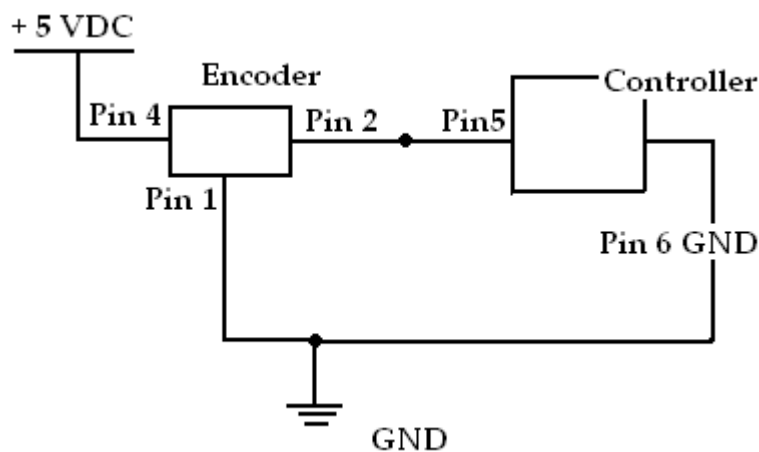 + 5 VDC
Encoder
Controller
Pin 4
Pin 2
Pin5
Pin 1
Pin 6 GND
GND